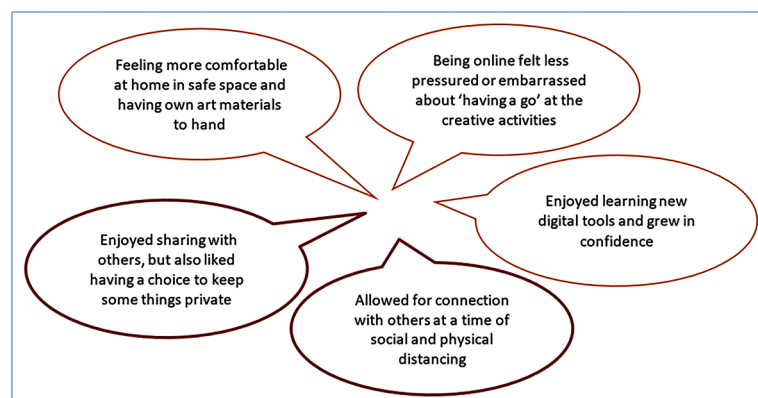 Feeling more comfortable
at home in safe space and
having own art materials
to hand
Being online felt less
pressured or embarrassed
about ‘having a go’ at the
creative activities
Enjoyed learning new
digital tools and grew in
confidence
Enjoyed sharing with
others, but also liked
having a choice to keep
some things private
Allowed for connection
with others at a time of
social and physical
distancing